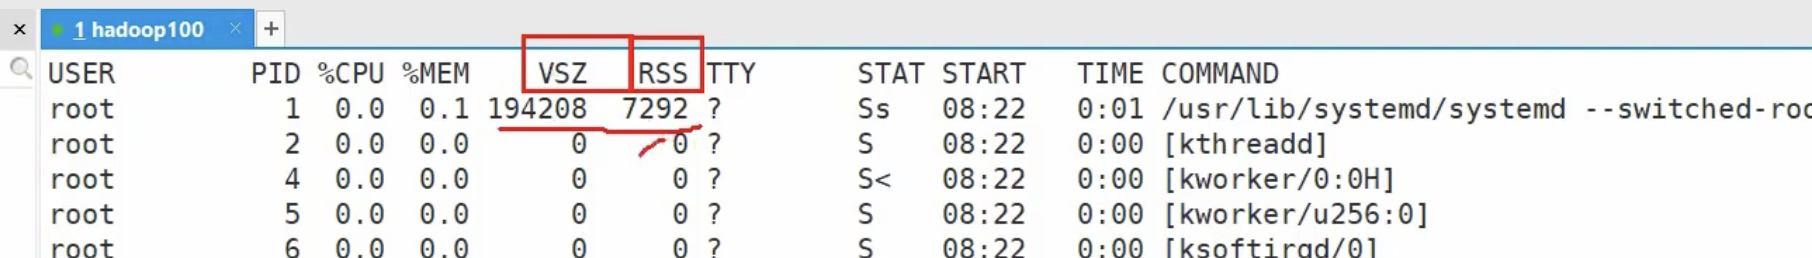 1 hadoop100
USER PID %CPU %MEM VSZ RSS TTY STAT START TIME COMMAND
root 1 0.0 0.1 194208 7292 ? Ss 08:22 0:01 /usr/lib/systemd/systemd --switched-roo
root 2 0.0 0.0 0 0 ? S 08:22 0:00 [kthreadd]
root 4 0.0 0.0 0 0 ? S< 08:22 0:00 [kworker/0:0H]
root 5 0.0 0.0 0 0 ? S 08:22 0:00 [kworker/u256:0]
root 6 0.0 0.0 0 0 ? S 08:22 0:00 [ksoftirqd/0]